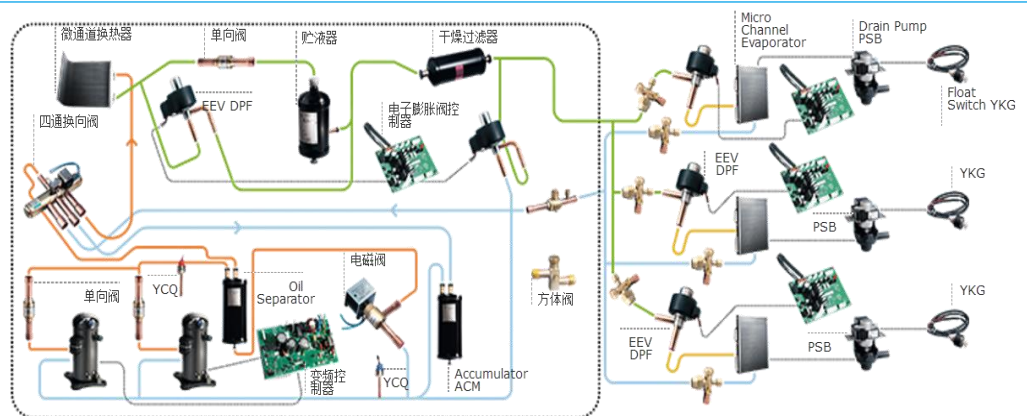 微通道换热器
单向阀
贮液器
干燥过滤器
EEV DPF
电子膨胀阀控
制器
四通换向阀
单向阀
YCQ
Oil
Separator
电磁阀
方体阀
变频控
制器
YCQ
Accumulator
ACM
Micro
Channel
Evaporator
Drain Pump
PSB
Float
Switch YKG
EEV
DPF
PSB
YKG
EEV
DPF
PSB
YKG